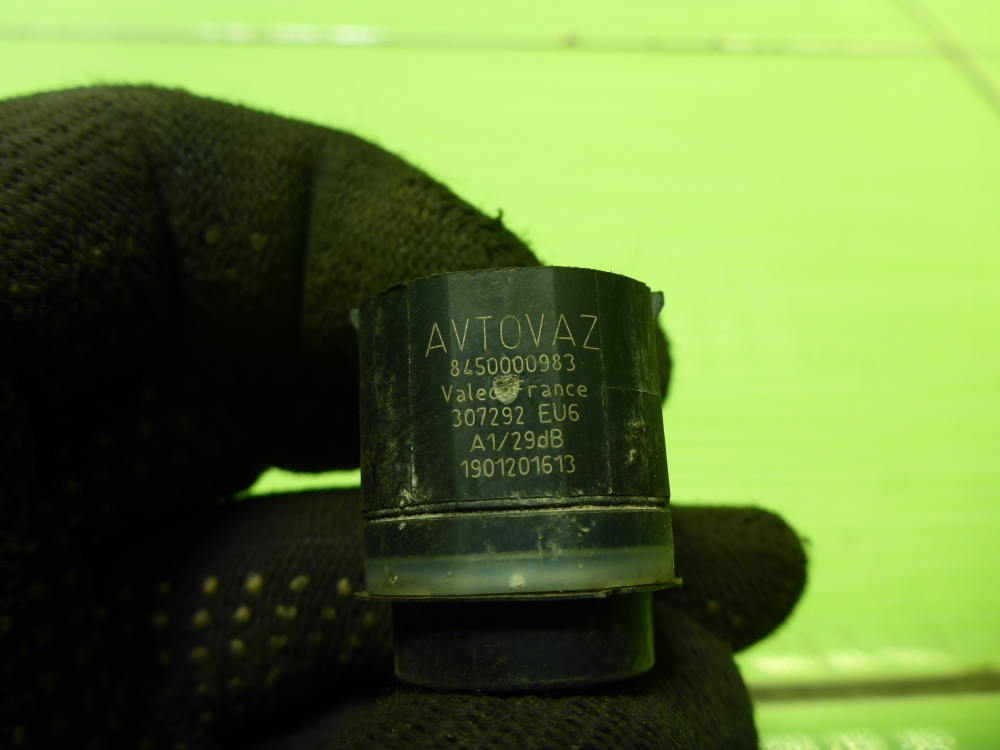 AVTOVAZ
8450000983
Valeo France
307292 EU6
A1/29dB
1901201613